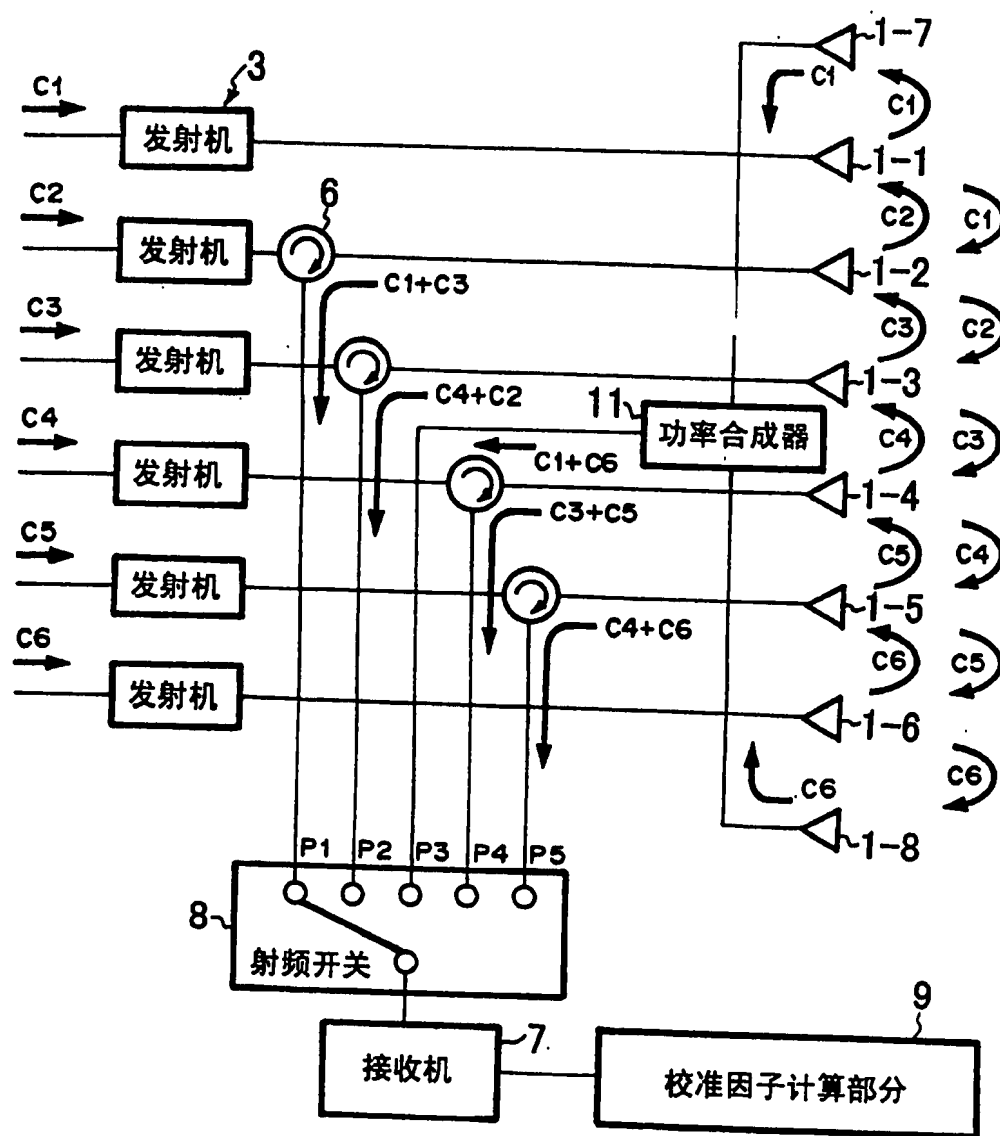 1-7
C1
3
C1
C1
发射机
1-1
C2
6
C2
C1
发射机
1-2
C1+C3
C3
C3
C2
发射机
1-3
C4+C2
11
功率合成器
C4
C4
C3
C1+C6
发射机
1-4
C3+C5
C5
C5
C4
发射机
1-5
C4+C6
C6
C6
C5
发射机
1-6
C6
C6
1-8
P1
P2
P3
P4
P5
8
射频开关
9
7
接收机
校准因子计算部分